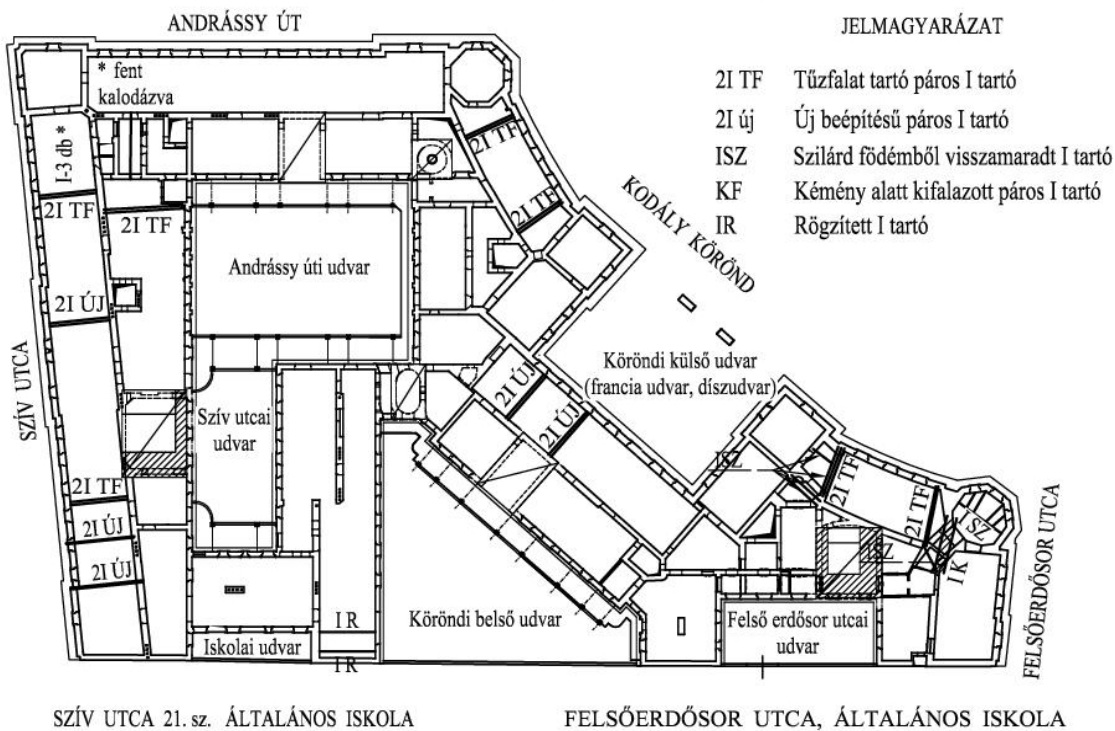 ANDRÁSSY ÚT
JELMAGYARÁZAT
* fent
kalodázva
2I TF Tűzfalat tartó páros I tartó
2I új Új beépítésű páros I tartó
ISZ Szilárd födémből visszamaradt I tartó
KF Kémény alatt kifalazott páros I tartó
IR Rögzített I tartó
I-3 db *
2I TF
2I TF
2I TF
2I TF
KODÁLY KÖRÖND
Andrássy úti udvar
2I ÚJ
SZÍV UTCA
Köröndi külső udvar
(francia udvar, díszudvar)
2I ÚJ
2I ÚJ
Szív utcai
udvar
ISZ
2I TF
2I TF
2I TF
2I ÚJ
2I ÚJ
SZ
ISZ
I K
FELSŐERDŐSOR UTCA
I R
Köröndi belső udvar
Felső erdősor utcai
udvar
Iskolai udvar
I R
SZÍV UTCA 21. sz. ÁLTALÁNOS ISKOLA
FELSŐERDŐSOR UTCA, ÁLTALÁNOS ISKOLA